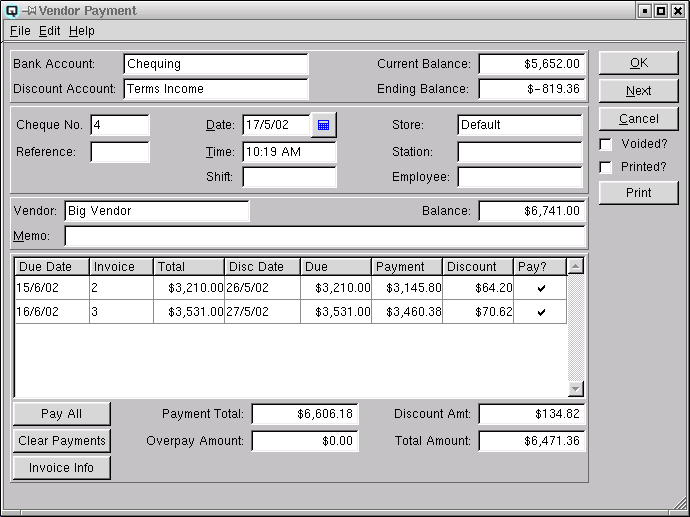 Q Vendor Payment
File Edit Help
Bank Account: Chequing Current Balance: $5,652.00 OK
Discount Account: Terms Income Ending Balance: $-819.36 Next
Cancel
Cheque No. 4 Date: 17/5/02 Store: Default Voided?
Reference: Time: 10:19 AM Station: Printed?
Shift: Employee: Print
Vendor: Big Vendor Balance: $6,741.00
Memo:
Due Date Invoice Total Disc Date Due Payment Discount Pay?
15/6/02 2 $3,210.00 26/5/02 $3,210.00 $3,145.80 $64.20
16/6/02 3 $3,531.00 27/5/02 $3,531.00 $3,460.38 $70.62
Pay All Payment Total: $6,606.18 Discount Amt: $134.82
Clear Payments Overpay Amount: $0.00 Total Amount: $6,471.36
Invoice Info